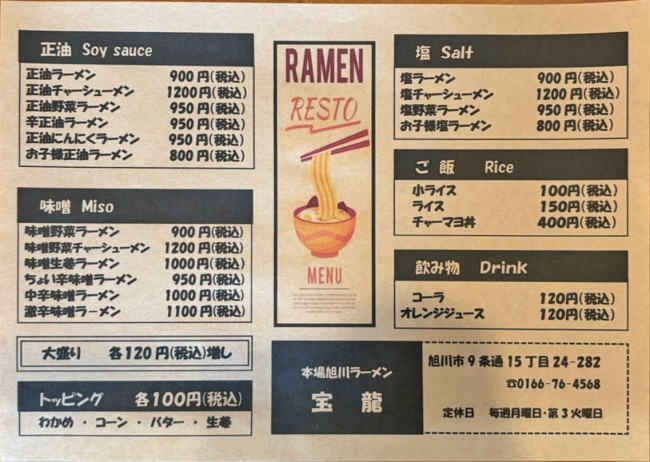 正油 Soy sauce
正油ラーメン 900円(税込)
正油チャーシューメン 1200円(税込)
正油野菜ラーメン 950円(税込)
辛正油ラーメン 950円(税込)
正油にんにくラーメン 950円(税込)
お子様正油ラーメン 800円(税込)
味噌 Miso
味噌野菜ラーメン 900円(税込)
味噌野菜チャーシューメン 1200円(税込)
味噌生姜ラーメン 1000円(税込)
ちょい辛味噌ラーメン 950円(税込)
中辛味噌ラーメン 1000円(税込)
激辛味噌ラーメン 1100円(税込)
大盛り 各120円(税込)増し
トッピング 各100円(税込)
わかめ ・ コーン ・ バター ・ 生姜
RAMEN
RESTO
MENU
塩 Salt
塩ラーメン 900円(税込)
塩チャーシューメン 1200円(税込)
塩野菜ラーメン 950円(税込)
お子様塩ラーメン 800円(税込)
ご飯 Rice
小ライス 100円(税込)
ライス 150円(税込)
チャーマヨ丼 400円(税込)
飲み物 Drink
コーラ 120円(税込)
オレンジジュース 120円(税込)
本場旭川ラーメン
宝龍
旭川市9条通15丁目24-282
☎0166-76-4568
定休日 毎週月曜日・第3火曜日